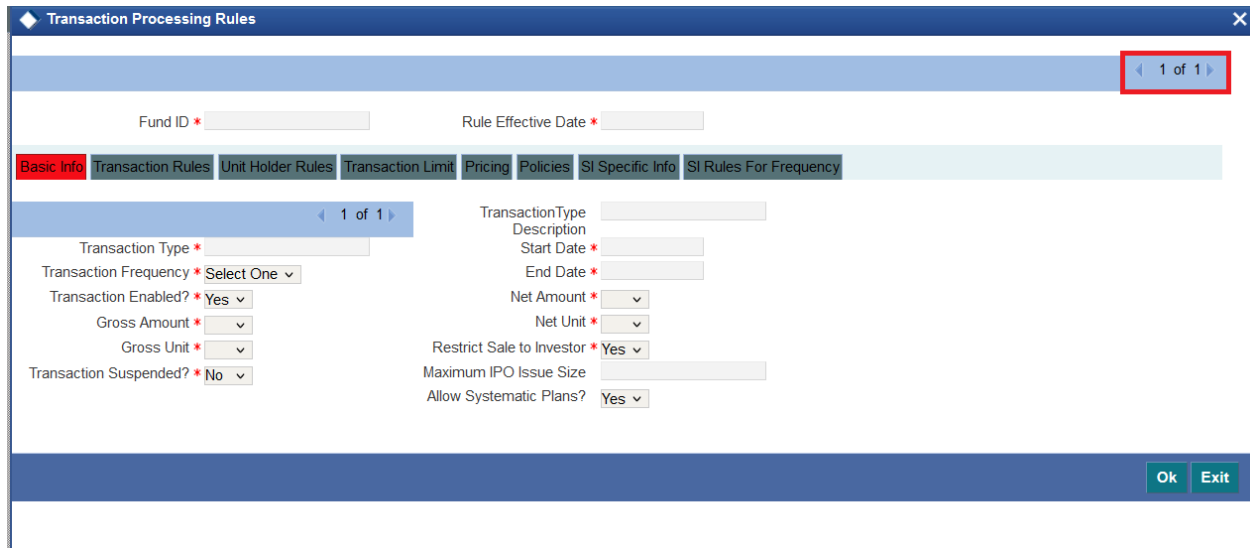 Transaction Processing Rules
1 of 1
Fund ID * Rule Effective Date *
Basic Info Transaction Rules Unit Holder Rules Transaction Limit Pricing Policies SI Specific Info SI Rules For Frequency
1 of 1
TransactionType
Description
Transaction Type * Start Date *
Transaction Frequency * Select One End Date *
Transaction Enabled? * Yes Net Amount *
Gross Amount * Net Unit *
Gross Unit * Restrict Sale to Investor * Yes
Transaction Suspended? * No Maximum IPO Issue Size
Allow Systematic Plans? Yes
Ok Exit